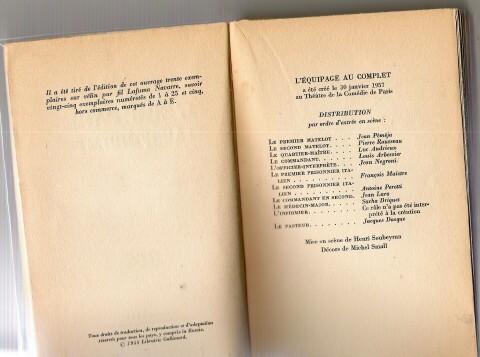 Il a été tiré de l'édition de cet ouvrage trente exem-
plaires sur vélin pur fil Lafuma Navarre, savoir
vingt-cinq exemplaires numérotés de 1 à 25 et cinq,
hors commerce, marqués de A à E.
Tous droits de traduction, de reproduction et d'adaptation
réservés pour tous les pays, y compris la Russie.
© Librairie Gallimard.
L'ÉQUIPAGE AU COMPLET
a été créé le 30 janvier 1957
au Théâtre de la Comédie de Paris
DISTRIBUTION
par ordre d'entrée en scène :
LE PREMIER MATELOT . . . Jean Péméja
LE SECOND MATELOT. . . . Pierre Rousseau
LE QUARTIER-MAÎTRE . . . Luc Andrieux
LE COMMANDANT. . . . . Louis Arbessier
L'OFFICIER-INTERPRÈTE. . . . Jean Negroni.
LE PREMIER PRISONNIER ITA-
LIEN . . . . . . . . François Maistre
LE SECOND PRISONNIER ITA-
LIEN . . . . . . . . Antoine Peretti
LE COMMANDANT EN SECOND. Jean Lara
LE MÉDECIN-MAJOR. . . . . Sacha Briquet
L'INFIRMIER. . . . . . . Ce rôle n'a pas été inter-
prété à la création
LE PASTEUR. . . . . . . Jacques Dasque
Mise en scène de Henri Soubeyran
Décors de Michel Small